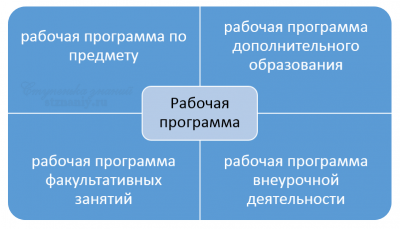 рабочая программа по
предмету
рабочая программа
дополнительного
образования
Рабочая
программа
рабочая программа
факультативных
занятий
рабочая программа
внеурочной
деятельности